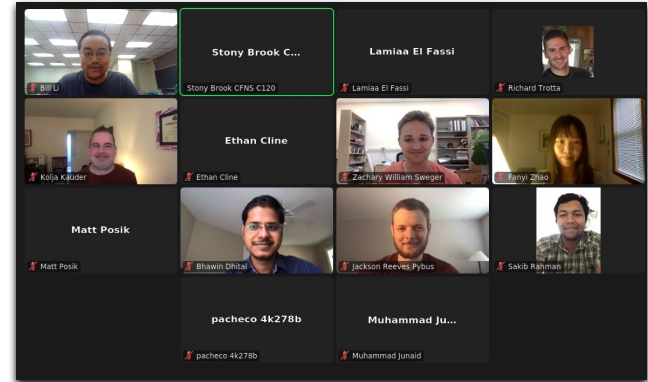 Bill Li
Stony Brook C...
Stony Brook CFNS C120
Lamiaa El Fassi
Lamiaa El Fassi
Richard Trotta
Kolja Kauder
Ethan Cline
Ethan Cline
Zachary William Sweger
Fanyi Zhao
Matt Posik
Matt Posik
Bhawin Dhital
Jackson Reeves Pybus
Sakib Rahman
pacheco 4k278b
pacheco 4k278b
Muhammad Ju...
Muhammad Junaid